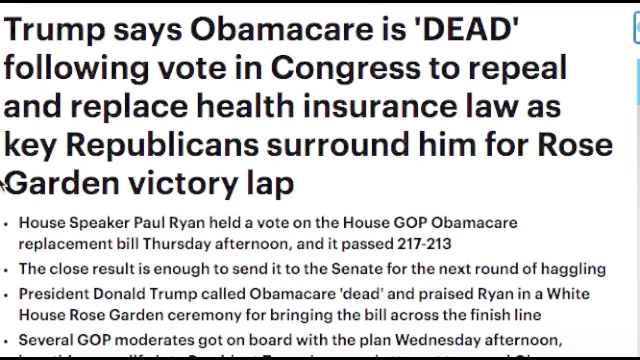 Trump says Obamacare is 'DEAD'
following vote in Congress to repeal
and replace health insurance law as
key Republicans surround him for Rose
Garden victory lap
• House Speaker Paul Ryan held a vote on the House GOP Obamacare
replacement bill Thursday afternoon, and it passed 217-213
• The close result is enough to send it to the Senate for the next round of haggling
• President Donald Trump called Obamacare 'dead' and praised Ryan in a White
House Rose Garden ceremony for bringing the bill across the finish line
• Several GOP moderates got on board with the plan Wednesday afternoon,